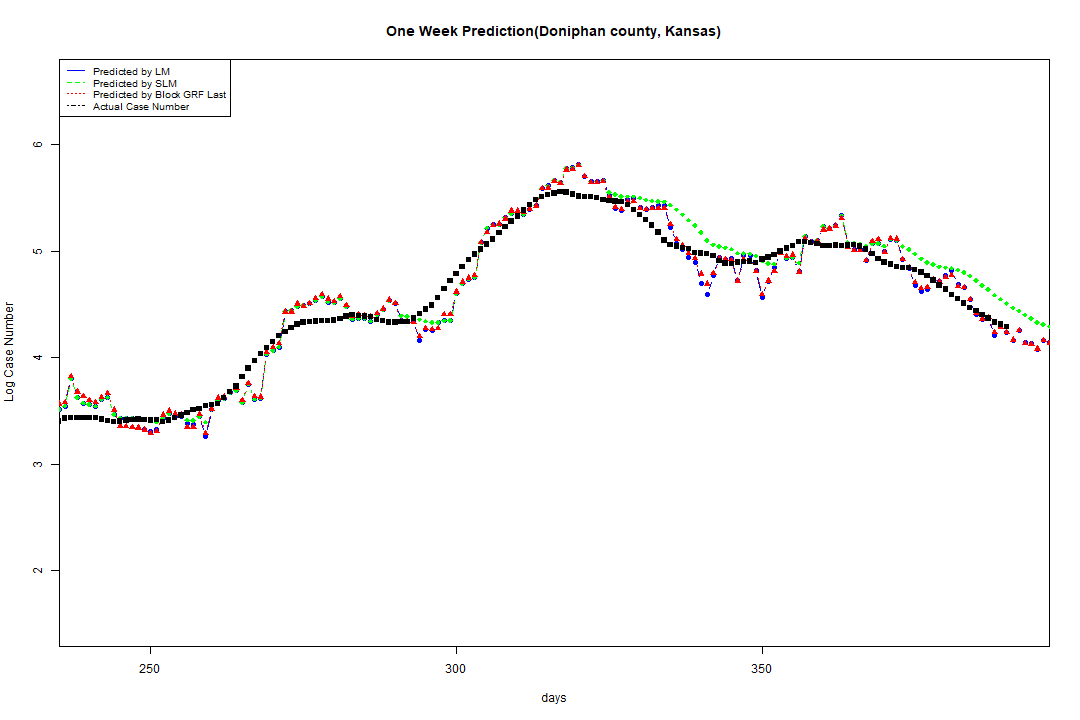 One Week Prediction(Doniphan county, Kansas)
Predicted by LM
Predicted by SLM
Predicted by Block GRF Last
Actual Case Number
6
5
4
3
2
Log Case Number
250 300 350
days